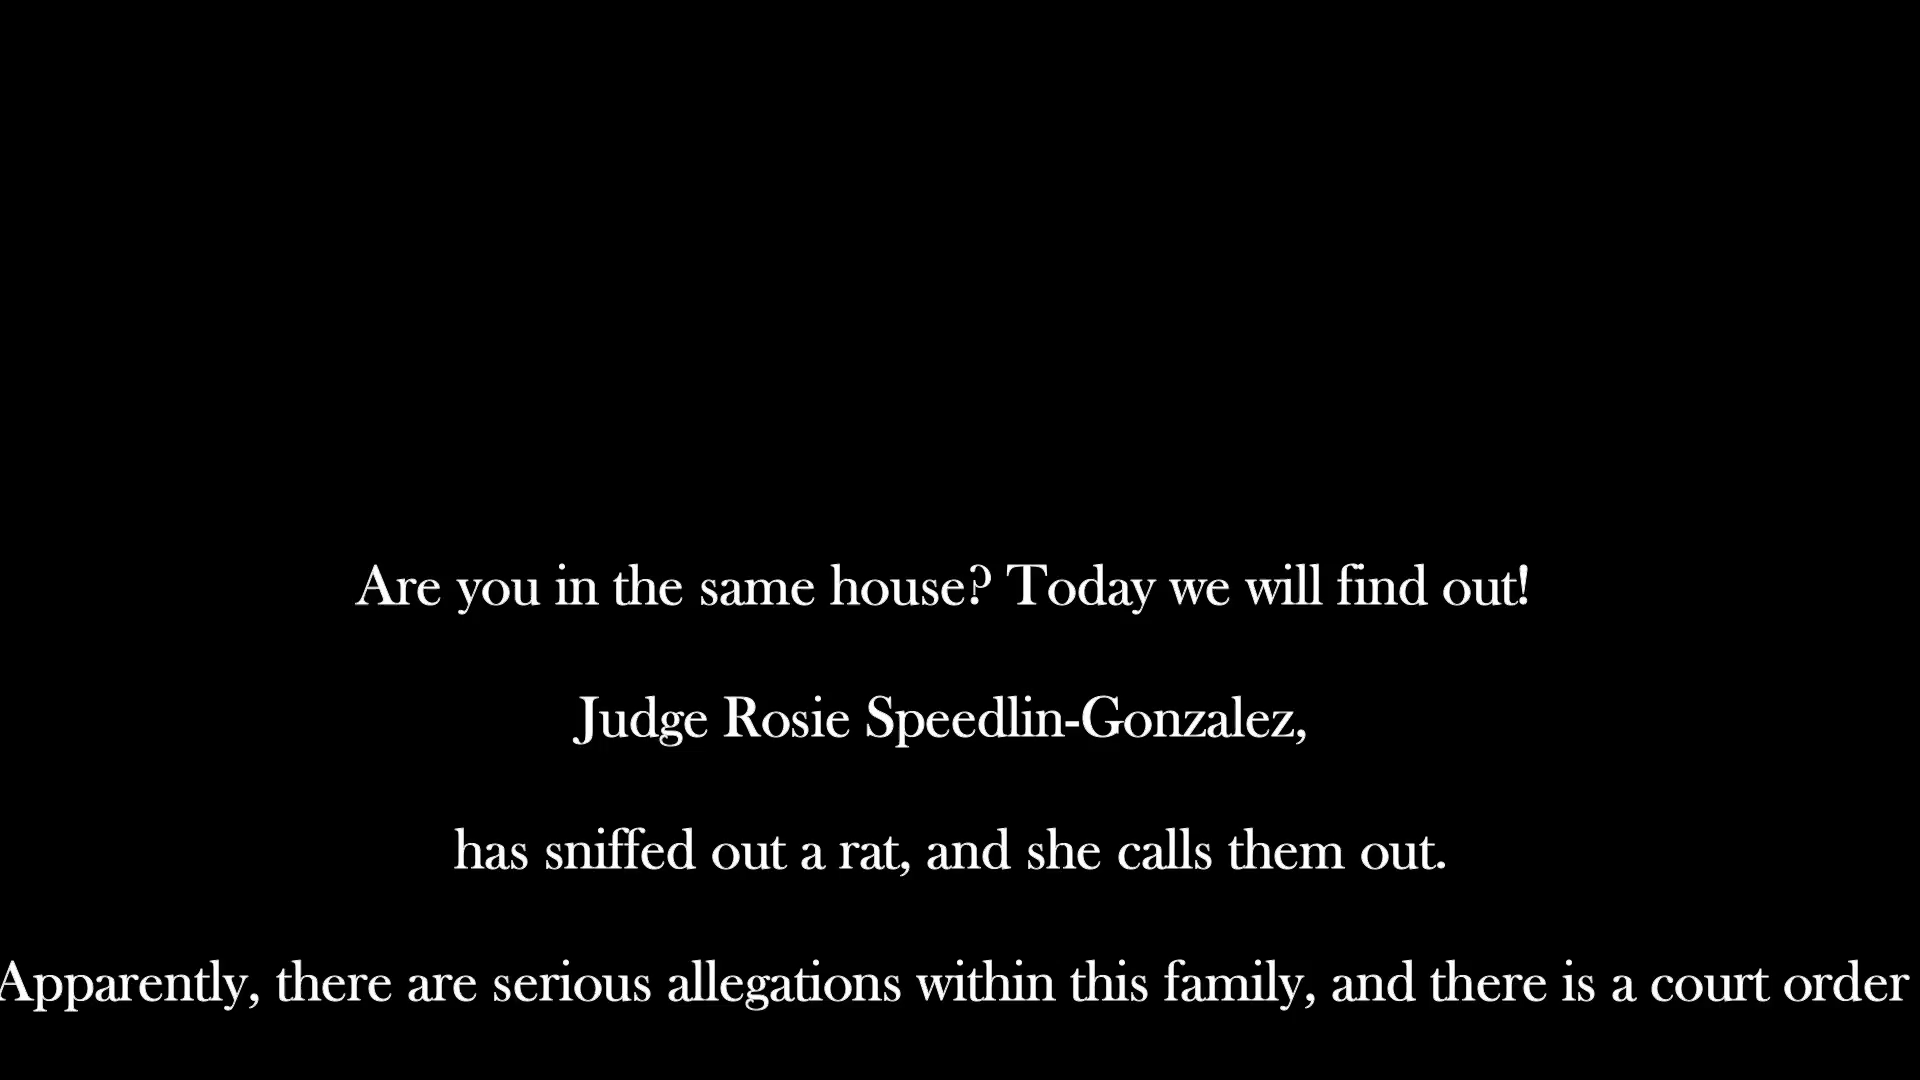 Are you in the same house? Today we will find out!
Judge Rosie Speedlin-Gonzalez,
has sniffed out a rat, and she calls them out.
Apparently, there are serious allegations within this family, and there is a court order